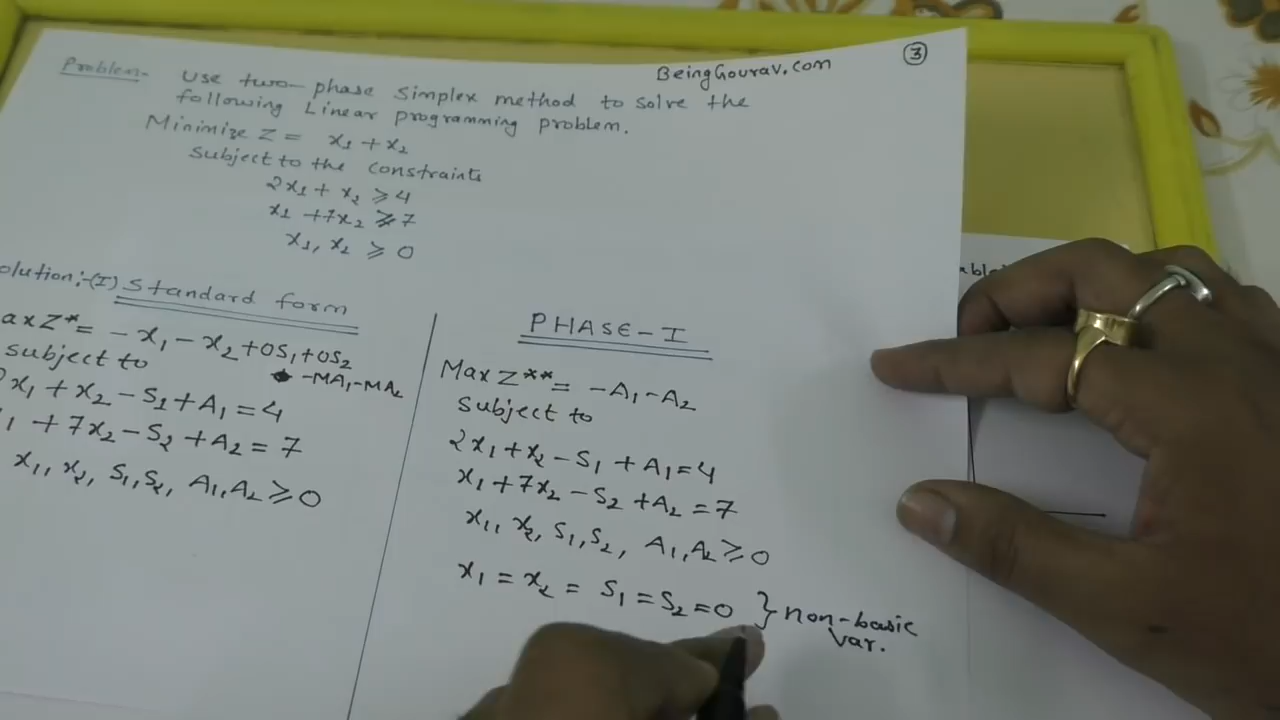 BeingGourav.com
3
Problem- Use two-phase simplex method to solve the
following Linear programming problem.
Minimize Z = x₁ + x₂
Subject to the constraints
2x₁ + x₂ ≥ 4
x₁ + 7x₂ ≥ 7
x₁, x₂ ≥ 0
olution:-(I) Standard form
axZ* = -x₁ - x₂ + 0S₁ + 0S₂
-MA₁-MA₂
subject to
2x₁ + x₂ - S₁ + A₁ = 4
₁ + 7x₂ - S₂ + A₂ = 7
x₁, x₂, S₁, S₂, A₁, A₂ ≥ 0
PHASE-I
Max Z** = -A₁-A₂
Subject to
2x₁ + x₂ - S₁ + A₁ = 4
x₁ + 7x₂ - S₂ + A₂ = 7
x₁, x₂, S₁, S₂, A₁, A₂ ≥ 0
x₁ = x₂ = S₁ = S₂ = 0 } non-basic
var.